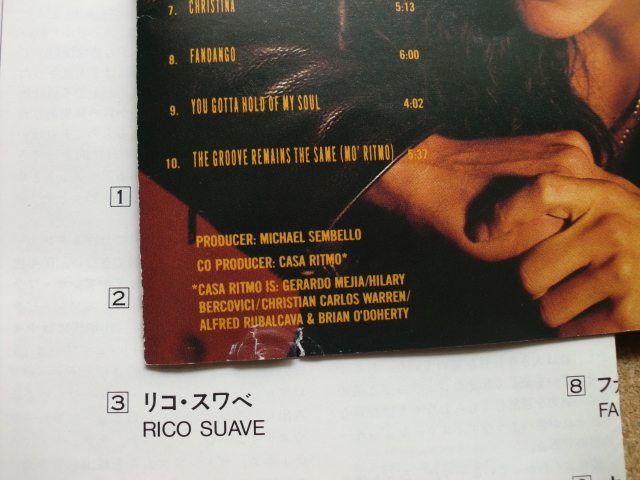 7. CHRISTINA 5:13
8. FANDANGO 6:00
9. YOU GOTTA HOLD OF MY SOUL 4:02
10. THE GROOVE REMAINS THE SAME (MO' RITMO) 5:37
PRODUCER: MICHAEL SEMBELLO
CO PRODUCER: CASA RITMO*
*CASA RITMO IS: GERARDO MEJIA/HILARY
BERCOVICI/CHRISTIAN CARLOS WARREN/
ALFRED RUBALCAVA & BRIAN O'DOHERTY
1
2
3 リコ・スワベ
RICO SUAVE
8 フ
FA